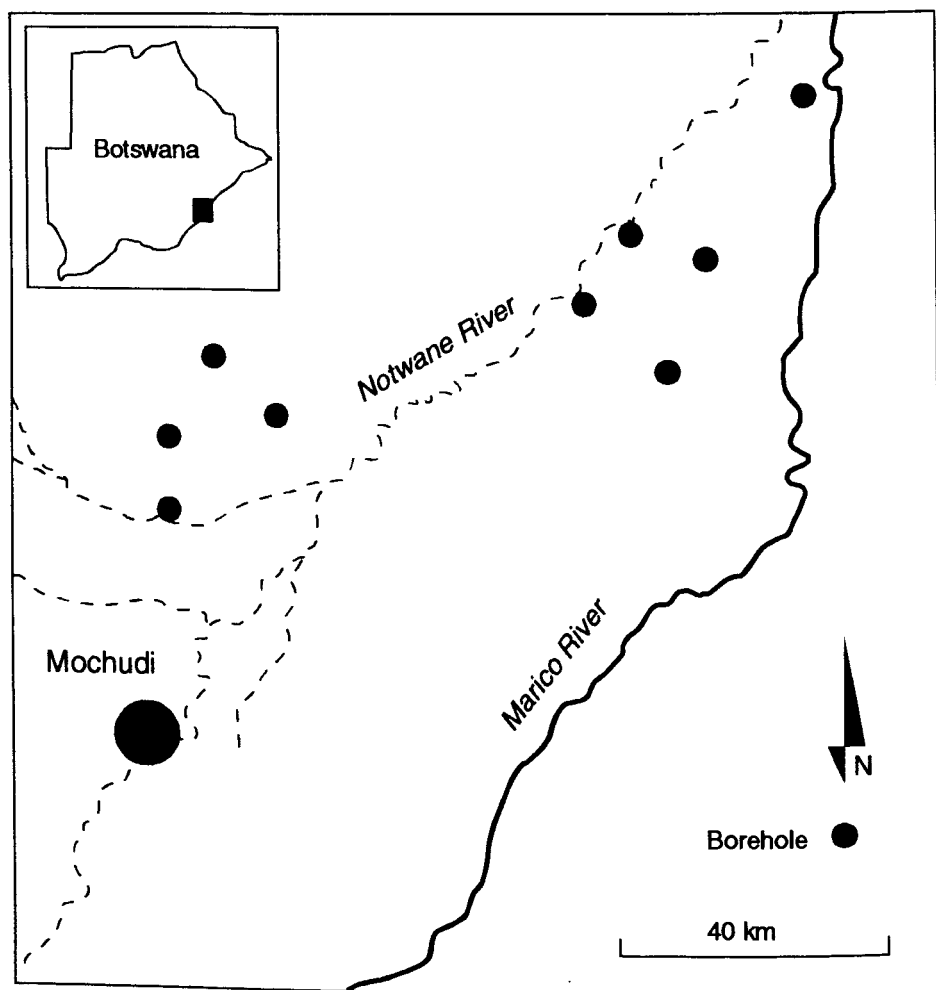 Botswana
Notwane River
Mochudi
Marico River
N
Borehole
40 km